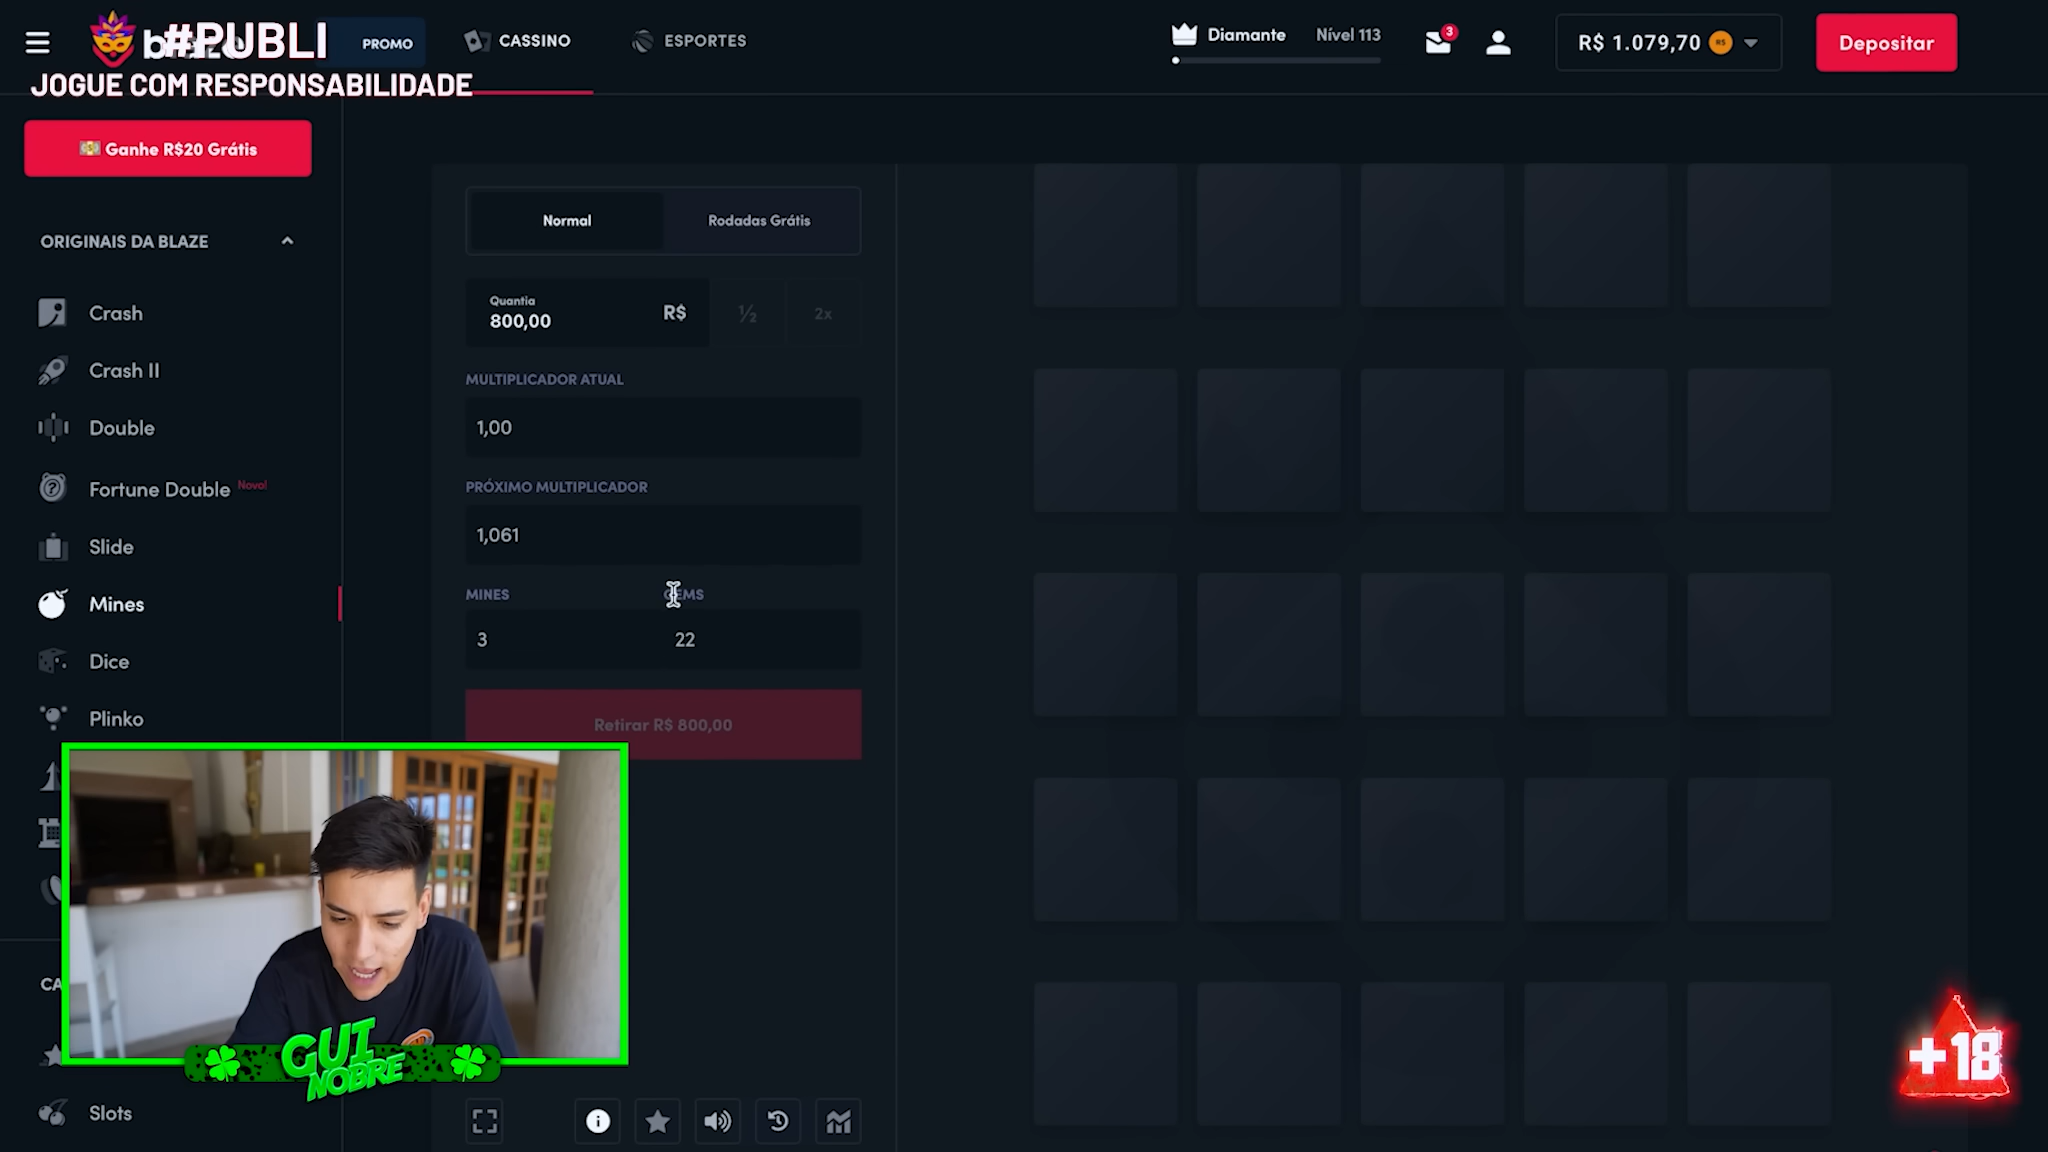 #PUBLI
JOGUE COM RESPONSABILIDADE
PROMO
CASSINO
ESPORTES
Diamante
Nível 113
3
R$ 1.079,70
R$
Depositar
Ganhe R$20 Grátis
ORIGINAIS DA BLAZE
Crash
Crash II
Double
Fortune Double Novo!
Slide
Mines
Dice
Plinko
CA
Slots
Normal
Rodadas Grátis
Quantia
800,00
R$
½
2x
MULTIPLICADOR ATUAL
1,00
PRÓXIMO MULTIPLICADOR
1,061
MINES
GEMS
3
22
Retirar R$ 800,00
GUI
NOBRE
+18